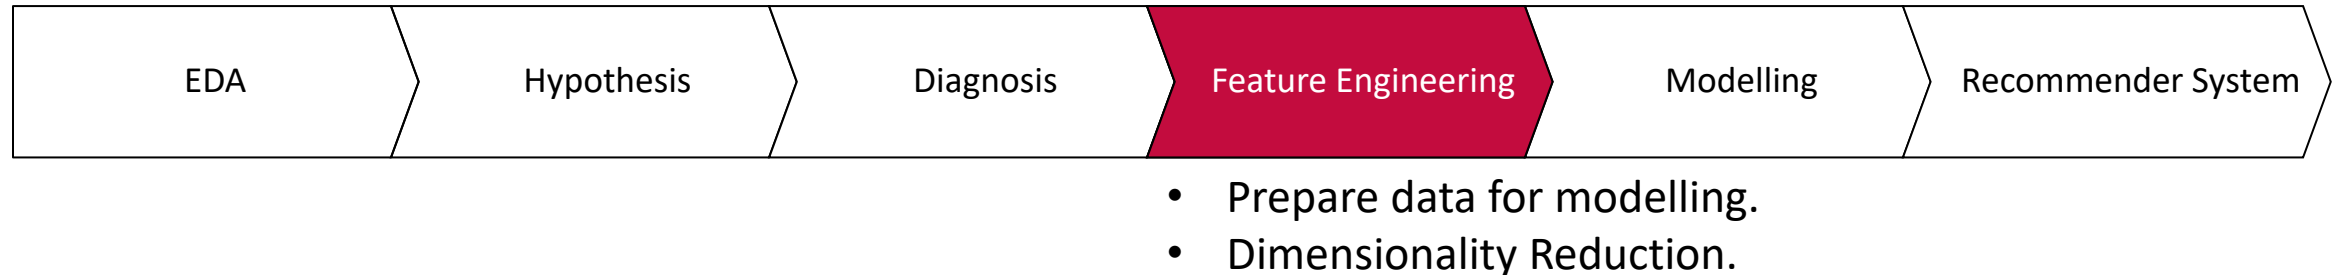 EDA
Hypothesis
Diagnosis
Feature Engineering
Modelling
Recommender System
• Prepare data for modelling.
• Dimensionality Reduction.